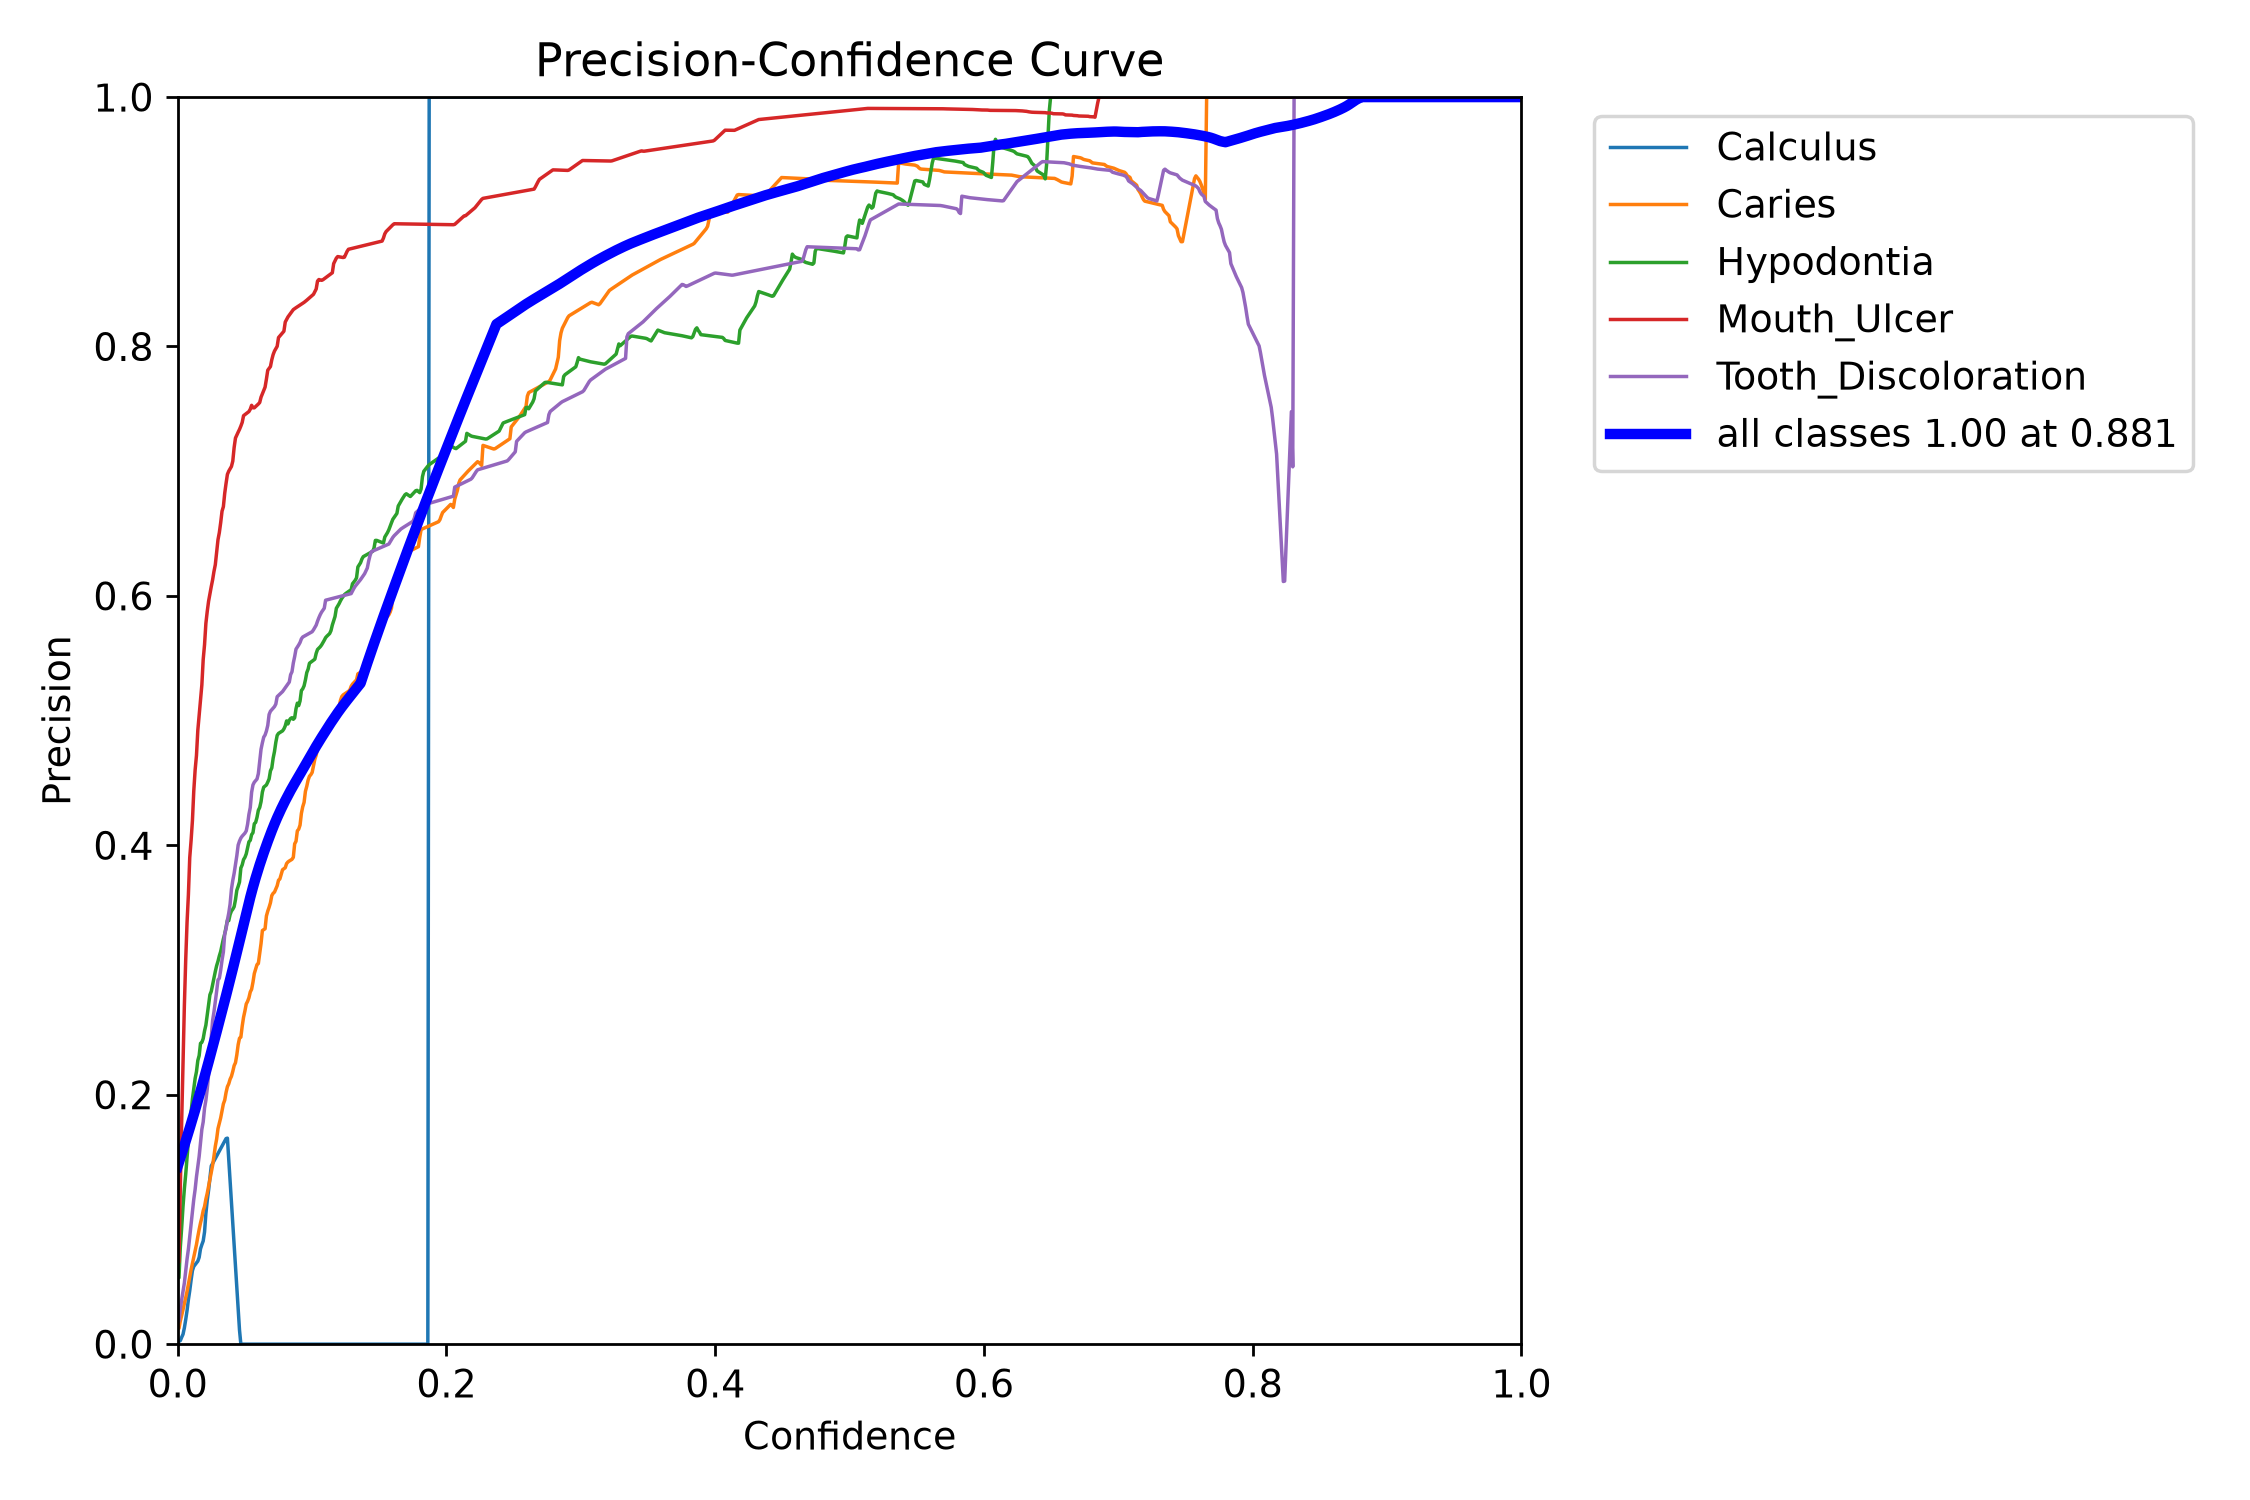 Precision-Confidence Curve
1.0
0.8
0.6
0.4
0.2
0.0
Precision
0.0 0.2 0.4 0.6 0.8 1.0
Confidence
Calculus
Caries
Hypodontia
Mouth_Ulcer
Tooth_Discoloration
all classes 1.00 at 0.881